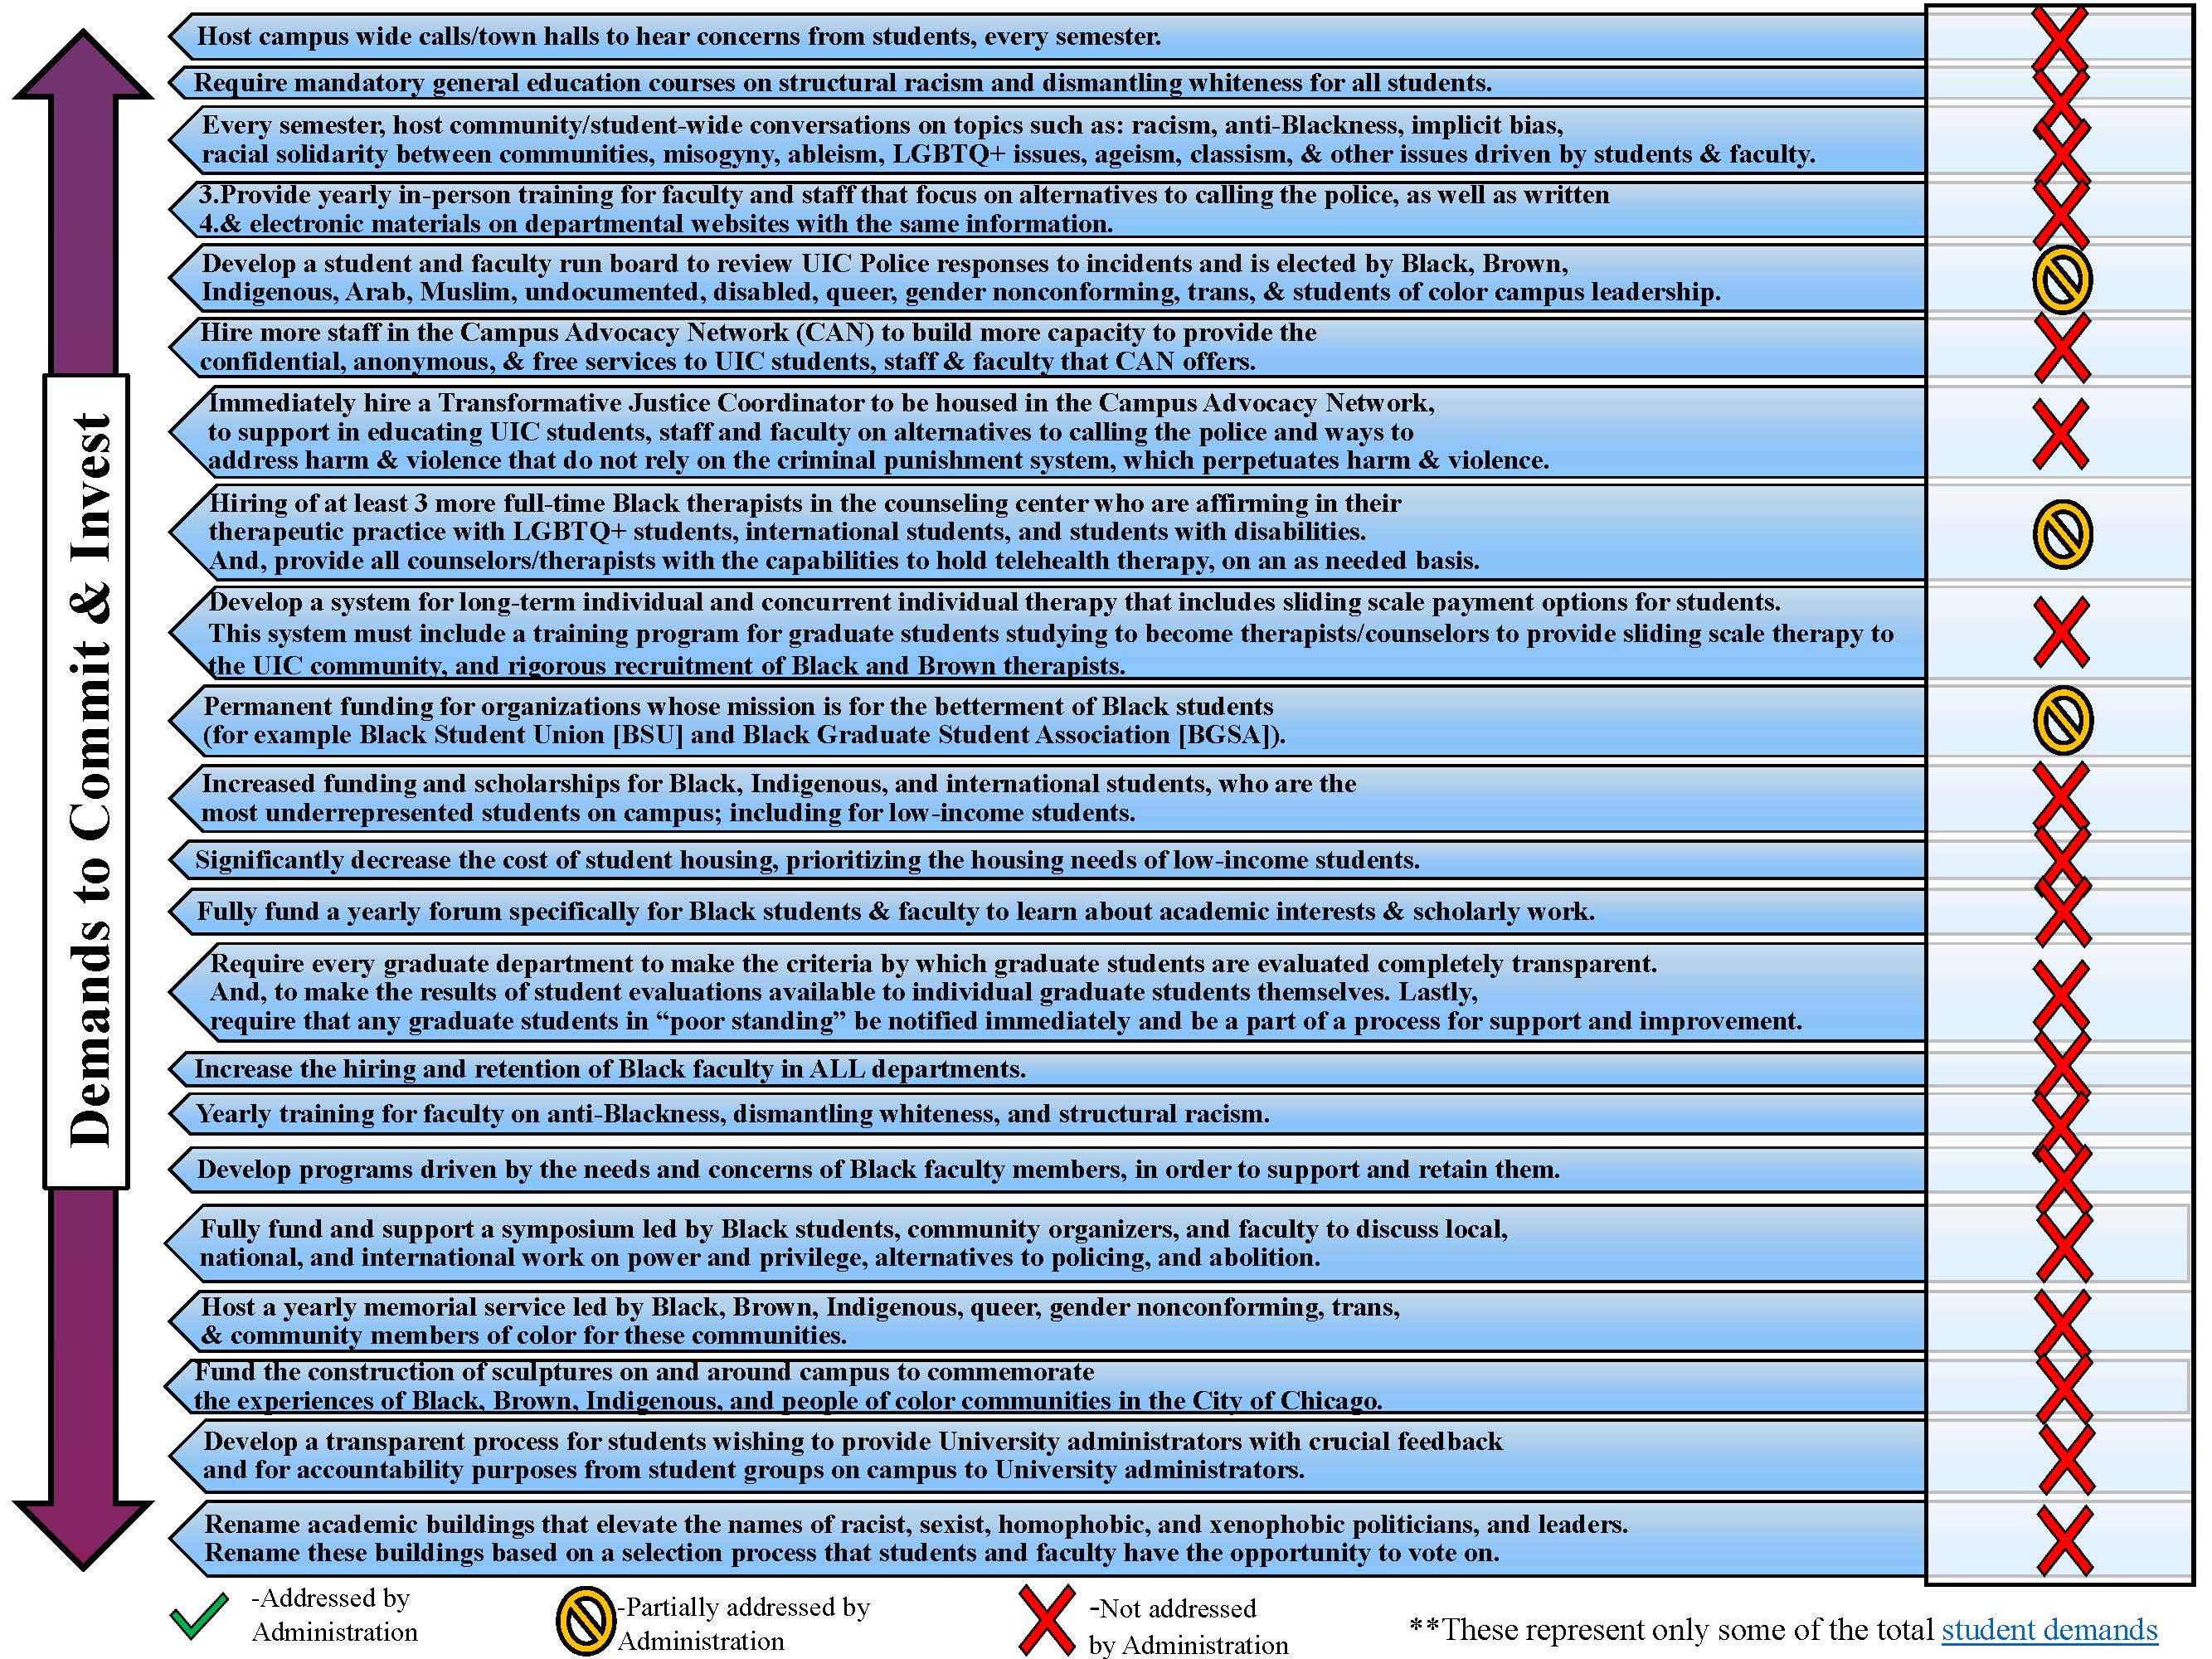 Demands to Commit & Invest
Host campus wide calls/town halls to hear concerns from students, every semester.
Require mandatory general education courses on structural racism and dismantling whiteness for all students.
Every semester, host community/student-wide conversations on topics such as: racism, anti-Blackness, implicit bias,
racial solidarity between communities, misogyny, ableism, LGBTQ+ issues, ageism, classism, & other issues driven by students & faculty.
3.Provide yearly in-person training for faculty and staff that focus on alternatives to calling the police, as well as written
4.& electronic materials on departmental websites with the same information.
Develop a student and faculty run board to review UIC Police responses to incidents and is elected by Black, Brown,
Indigenous, Arab, Muslim, undocumented, disabled, queer, gender nonconforming, trans, & students of color campus leadership.
Hire more staff in the Campus Advocacy Network (CAN) to build more capacity to provide the
confidential, anonymous, & free services to UIC students, staff & faculty that CAN offers.
Immediately hire a Transformative Justice Coordinator to be housed in the Campus Advocacy Network,
to support in educating UIC students, staff and faculty on alternatives to calling the police and ways to
address harm & violence that do not rely on the criminal punishment system, which perpetuates harm & violence.
Hiring of at least 3 more full-time Black therapists in the counseling center who are affirming in their
therapeutic practice with LGBTQ+ students, international students, and students with disabilities.
And, provide all counselors/therapists with the capabilities to hold telehealth therapy, on an as needed basis.
Develop a system for long-term individual and concurrent individual therapy that includes sliding scale payment options for students.
This system must include a training program for graduate students studying to become therapists/counselors to provide sliding scale therapy to
the UIC community, and rigorous recruitment of Black and Brown therapists.
Permanent funding for organizations whose mission is for the betterment of Black students
(for example Black Student Union [BSU] and Black Graduate Student Association [BGSA]).
Increased funding and scholarships for Black, Indigenous, and international students, who are the
most underrepresented students on campus; including for low-income students.
Significantly decrease the cost of student housing, prioritizing the housing needs of low-income students.
Fully fund a yearly forum specifically for Black students & faculty to learn about academic interests & scholarly work.
Require every graduate department to make the criteria by which graduate students are evaluated completely transparent.
And, to make the results of student evaluations available to individual graduate students themselves. Lastly,
require that any graduate students in “poor standing” be notified immediately and be a part of a process for support and improvement.
Increase the hiring and retention of Black faculty in ALL departments.
Yearly training for faculty on anti-Blackness, dismantling whiteness, and structural racism.
Develop programs driven by the needs and concerns of Black faculty members, in order to support and retain them.
Fully fund and support a symposium led by Black students, community organizers, and faculty to discuss local,
national, and international work on power and privilege, alternatives to policing, and abolition.
Host a yearly memorial service led by Black, Brown, Indigenous, queer, gender nonconforming, trans,
& community members of color for these communities.
Fund the construction of sculptures on and around campus to commemorate
the experiences of Black, Brown, Indigenous, and people of color communities in the City of Chicago.
Develop a transparent process for students wishing to provide University administrators with crucial feedback
and for accountability purposes from student groups on campus to University administrators.
Rename academic buildings that elevate the names of racist, sexist, homophobic, and xenophobic politicians, and leaders.
Rename these buildings based on a selection process that students and faculty have the opportunity to vote on.
-Addressed by
Administration
-Partially addressed by
Administration
-Not addressed
by Administration
**These represent only some of the total student demands